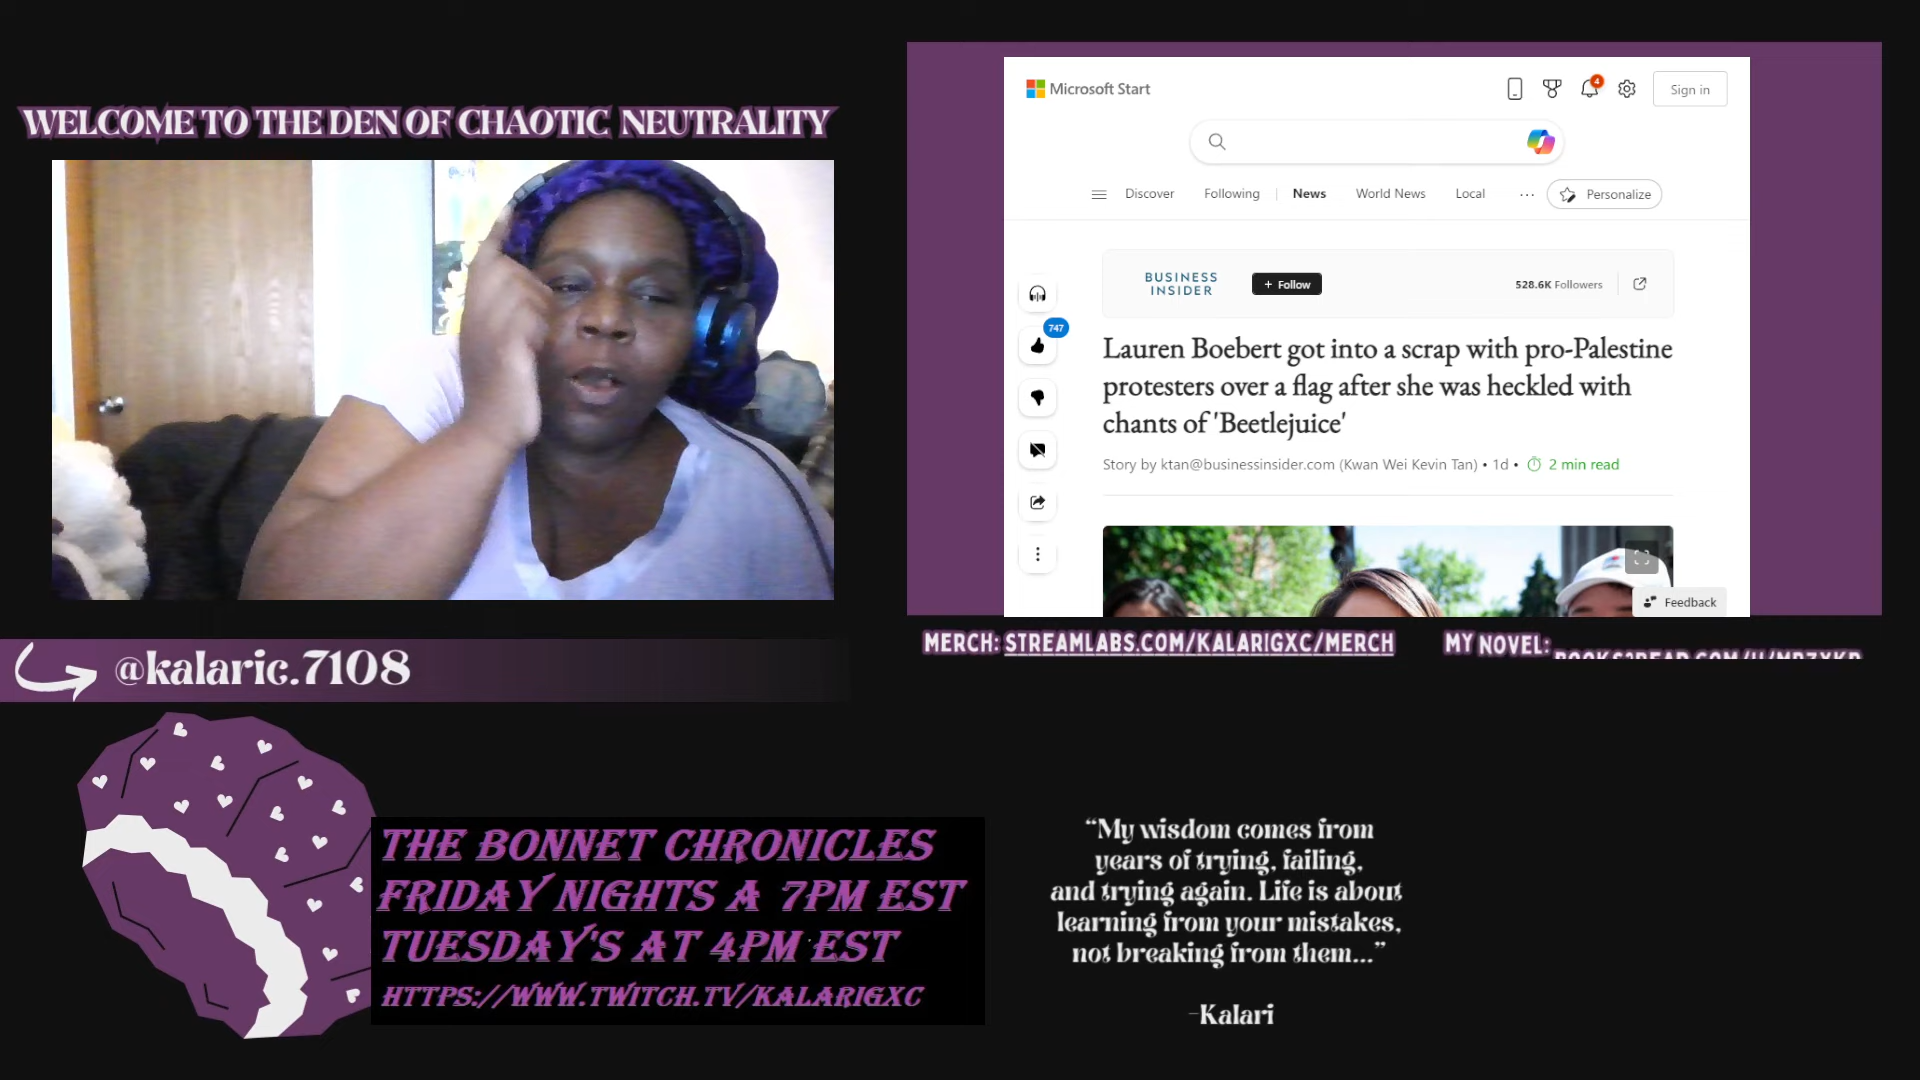 WELCOME TO THE DEN OF CHAOTIC NEUTRALITY
@kalaric.7108
Microsoft Start
4
Sign in
Discover
Following
News
World News
Local
Personalize
BUSINESS
INSIDER
+ Follow
528.6K Followers
747
Lauren Boebert got into a scrap with pro-Palestine
protesters over a flag after she was heckled with
chants of 'Beetlejuice'
Story by ktan@businessinsider.com (Kwan Wei Kevin Tan) • 1d • 2 min read
Feedback
MERCH: STREAMLABS.COM/KALARIGXC/MERCH
MY NOVEL:
THE BONNET CHRONICLES
FRIDAY NIGHTS A 7PM EST
TUESDAY'S AT 4PM EST
HTTPS://WWW.TWITCH.TV/KALARIGXC
“My wisdom comes from
years of trying, failing,
and trying again. Life is about
learning from your mistakes,
not breaking from them...”
-Kalari